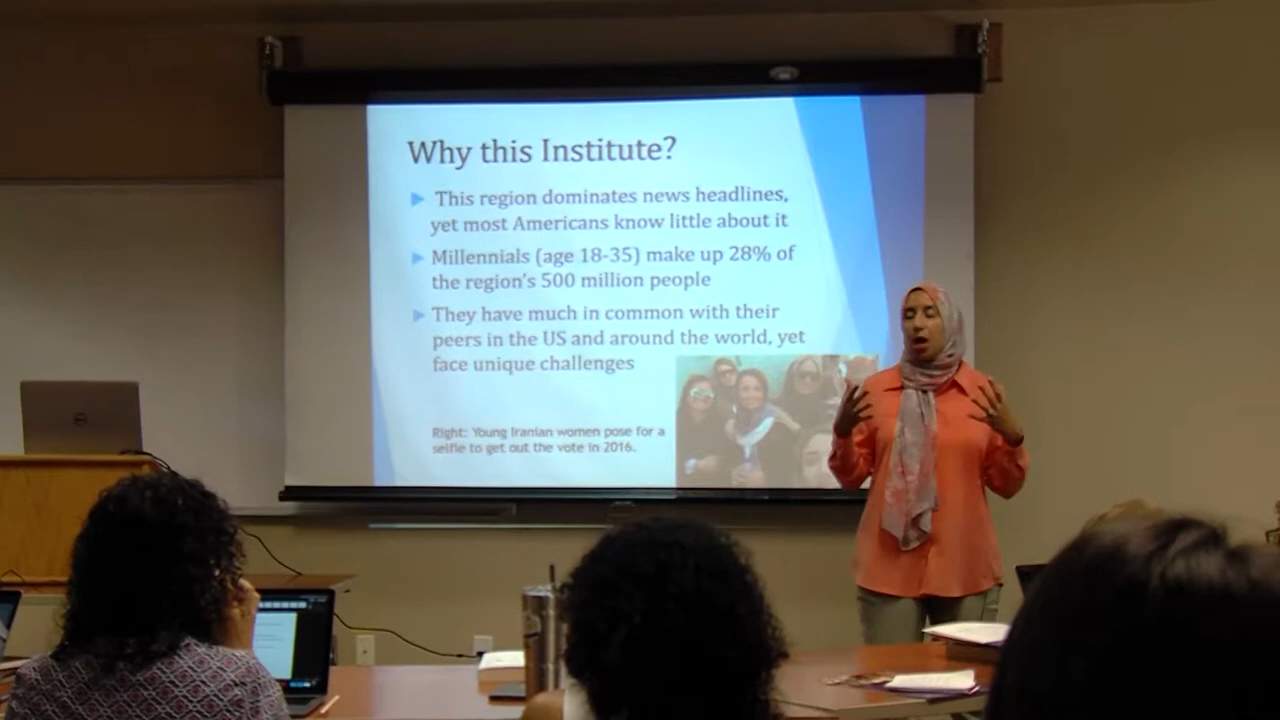 Why this Institute?
This region dominates news headlines,
yet most Americans know little about it
Millennials (age 18-35) make up 28% of
the region's 500 million people
They have much in common with their
peers in the US and around the world, yet
face unique challenges
Right: Young Iranian women pose for a
selfie to get out the vote in 2016.